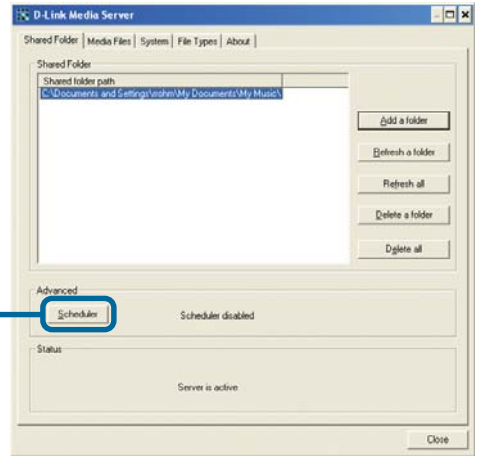 D-Link Media Server
Shared Folder Media Files System File Types About
Shared Folder
Shared folder path
C:\Documents and Settings\rohm\My Documents\My Music\
Add a folder
Refresh a folder
Refresh all
Delete a folder
Delete all
Advanced
Scheduler Scheduler disabled
Status
Server is active
Close